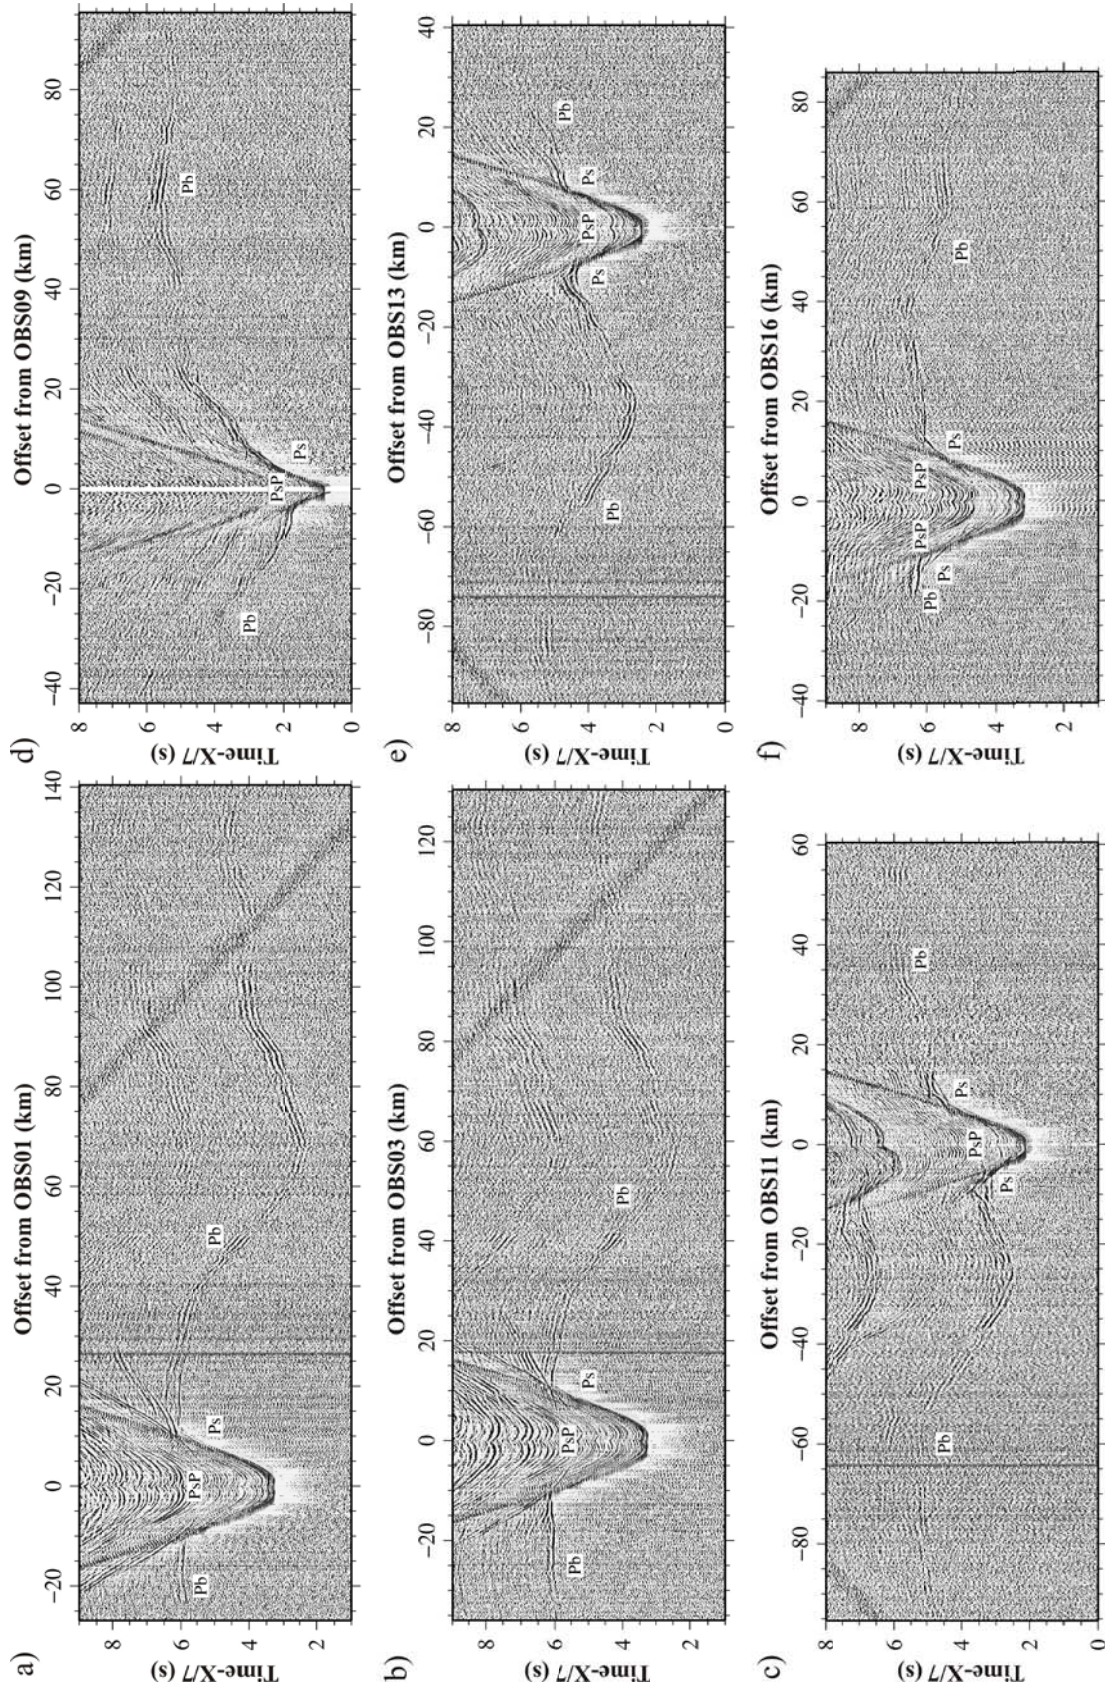 a)
Offset from OBS01 (km)
−20 0 20 40 60 80 100 120 140
Time-X/7 (s)
8
6
4
2
Pb
PsP
Ps
Pb
b)
Offset from OBS03 (km)
−20 0 20 40 60 80 100 120
Time-X/7 (s)
8
6
4
2
Pb
PsP
Ps
Pb
c)
Offset from OBS11 (km)
−60 −40 −20 0 20 40 60
Time-X/7 (s)
8
6
4
2
0
Pb
Ps
PsP
Ps
Pb
d)
Offset from OBS09 (km)
−40 −20 0 20 40 60 80
Time-X/7 (s)
8
6
4
2
0
Pb
PsP
Ps
Pb
e)
Offset from OBS13 (km)
−80 −60 −40 −20 0 20 40
Time-X/7 (s)
8
6
4
2
0
Pb
Ps
PsP
Ps
Pb
f)
Offset from OBS16 (km)
−40 −20 0 20 40 60 80
Time-X/7 (s)
8
6
4
2
Pb
Ps
PsP
PsP
Ps
Pb